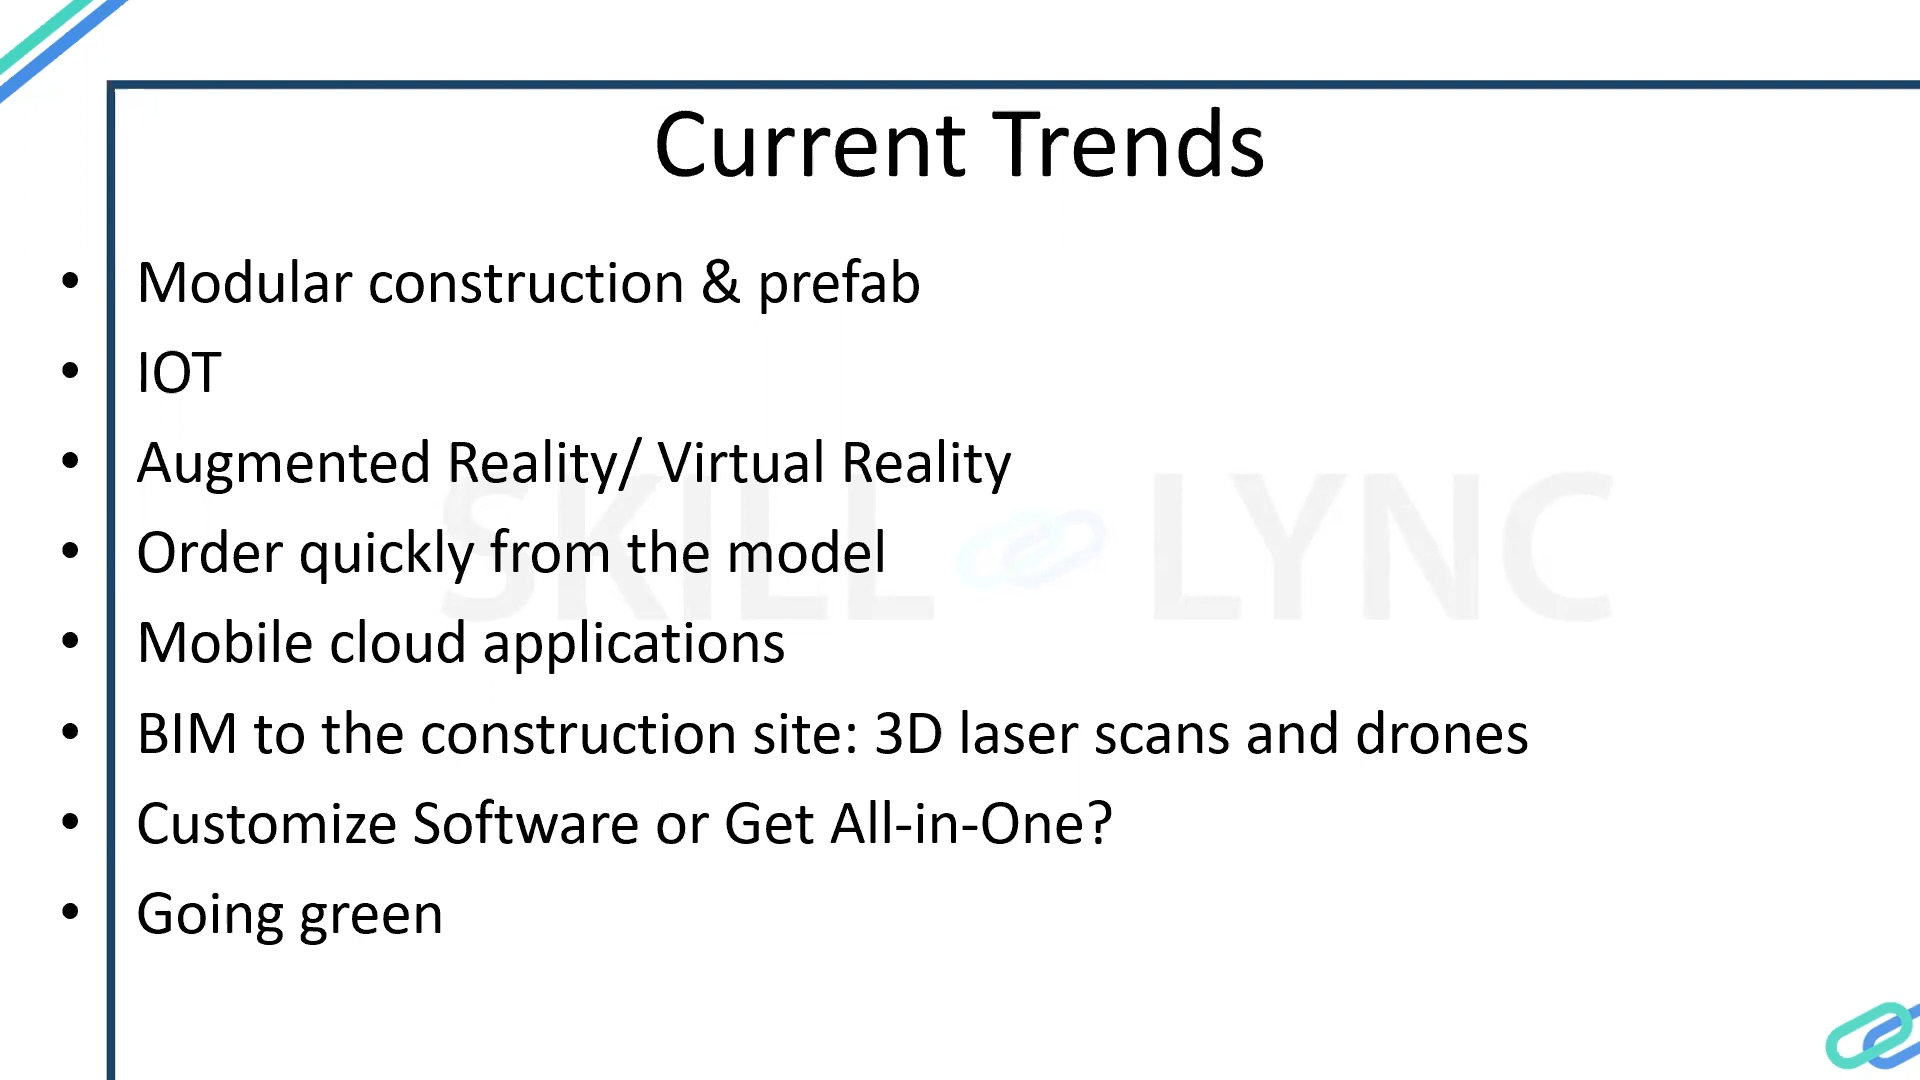 Current Trends
• Modular construction & prefab
• IOT
• Augmented Reality/ Virtual Reality
• Order quickly from the model
• Mobile cloud applications
• BIM to the construction site: 3D laser scans and drones
• Customize Software or Get All-in-One?
• Going green
SKILL LYNC